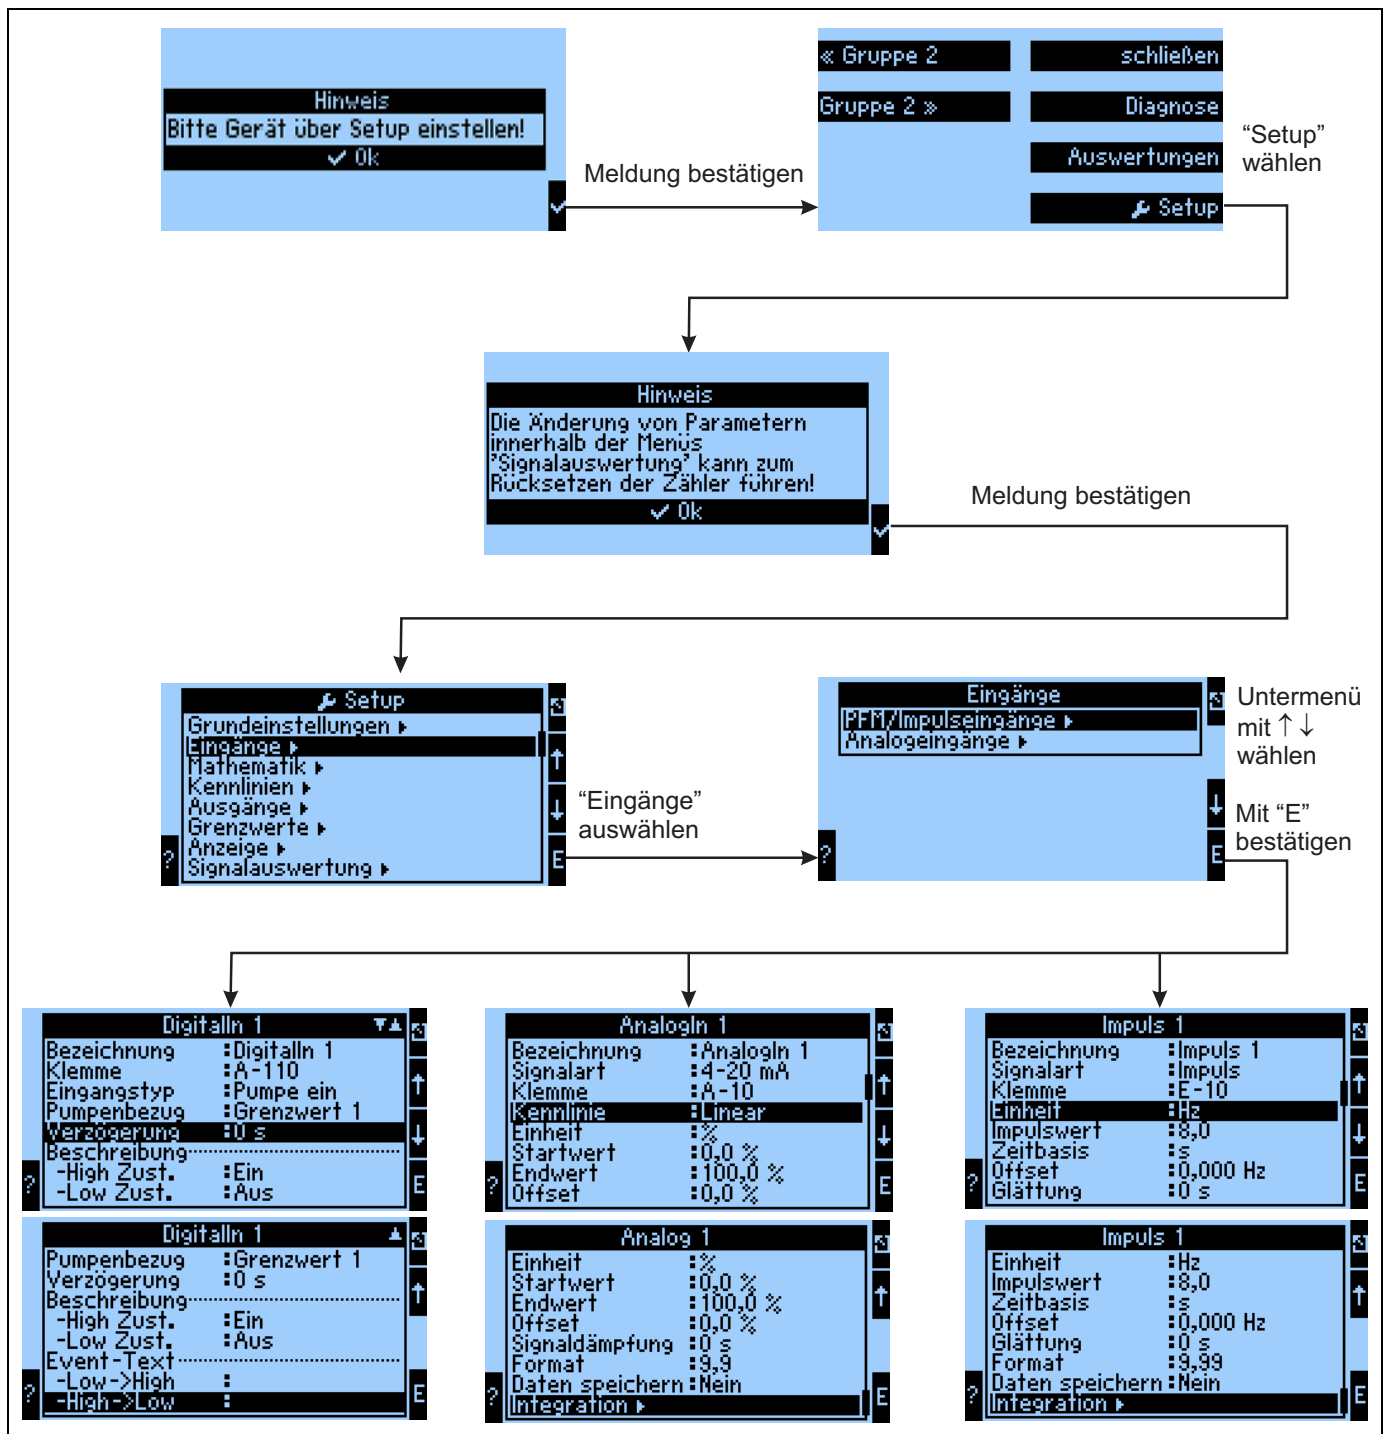 Hinweis
Bitte Gerät über Setup einstellen!
✓ Ok
Meldung bestätigen
« Gruppe 2
schließen
Gruppe 2 »
Diagnose
Auswertungen
Setup
“Setup”
wählen
Hinweis
Die Änderung von Parametern
innerhalb der Menüs
'Signalauswertung' kann zum
Rücksetzen der Zähler führen!
✓ Ok
Meldung bestätigen
Setup
Grundeinstellungen
Eingänge
Mathematik
Kennlinien
Ausgänge
Grenzwerte
Anzeige
Signalauswertung
↑
↓
?
E
“Eingänge”
auswählen
Eingänge
PFM/Impulseingänge
Analogeingänge
↓
?
E
Untermenü
mit ↑ ↓
wählen
Mit “E”
bestätigen
DigitalIn 1
Bezeichnung :DigitalIn 1
Klemme :A-110
Eingangstyp :Pumpe ein
Pumpenbezug :Grenzwert 1
Verzögerung :0 s
Beschreibung
-High Zust. :Ein
-Low Zust. :Aus
↑
↓
?
E
AnalogIn 1
Bezeichnung :AnalogIn 1
Signalart :4-20 mA
Klemme :A-10
Kennlinie :Linear
Einheit :%
Startwert :0,0 %
Endwert :100,0 %
Offset :0,0 %
↑
↓
?
E
Impuls 1
Bezeichnung :Impuls 1
Signalart :Impuls
Klemme :E-10
Einheit :Hz
Impulswert :8,0
Zeitbasis :s
Offset :0,000 Hz
Glättung :0 s
↑
↓
?
E
DigitalIn 1
Pumpenbezug :Grenzwert 1
Verzögerung :0 s
Beschreibung
-High Zust. :Ein
-Low Zust. :Aus
Event-Text
-Low->High :
-High->Low :
↑
?
E
Analog 1
Einheit :%
Startwert :0,0 %
Endwert :100,0 %
Offset :0,0 %
Signaldämpfung :0 s
Format :9,9
Daten speichern :Nein
Integration
↑
?
E
Impuls 1
Einheit :Hz
Impulswert :8,0
Zeitbasis :s
Offset :0,000 Hz
Glättung :0 s
Format :9,99
Daten speichern :Nein
Integration
↑
?
E